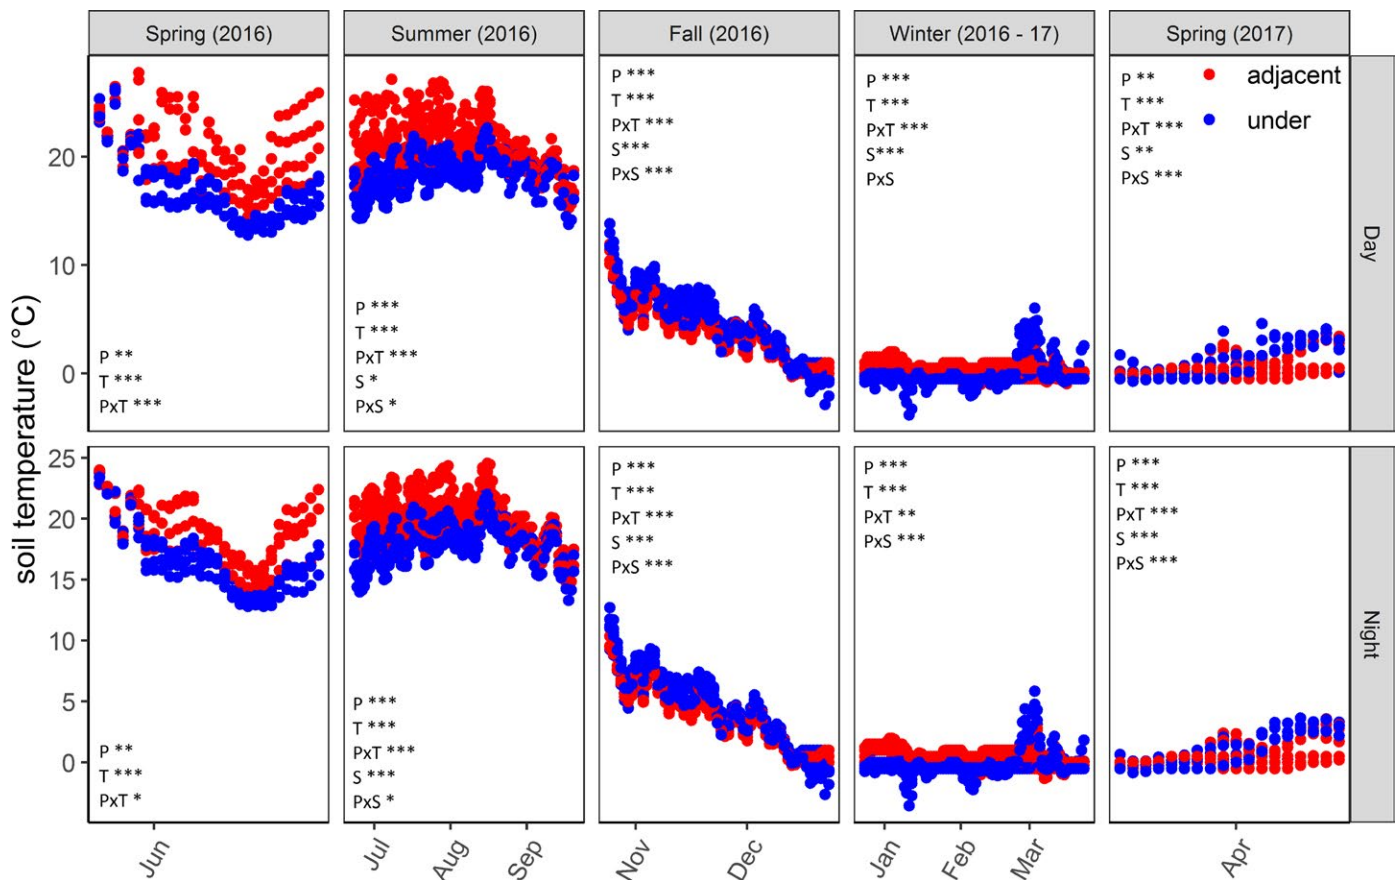 Spring (2016)
Summer (2016)
Fall (2016)
Winter (2016 - 17)
Spring (2017)
soil temperature (°C)
20
10
0
P **
T ***
PxT ***
P ***
T ***
PxT ***
S *
PxS *
P ***
T ***
PxT ***
S***
PxS ***
P ***
T ***
PxT ***
S***
PxS
P **
T ***
PxT ***
S **
PxS ***
adjacent
under
Day
25
20
15
10
5
0
P **
T ***
PxT *
P ***
T ***
PxT ***
S ***
PxS *
P ***
T ***
PxT ***
S ***
PxS ***
P ***
T ***
PxT **
PxS ***
P ***
T ***
PxT ***
S ***
PxS ***
Night
Jun
Jul
Aug
Sep
Nov
Dec
Jan
Feb
Mar
Apr